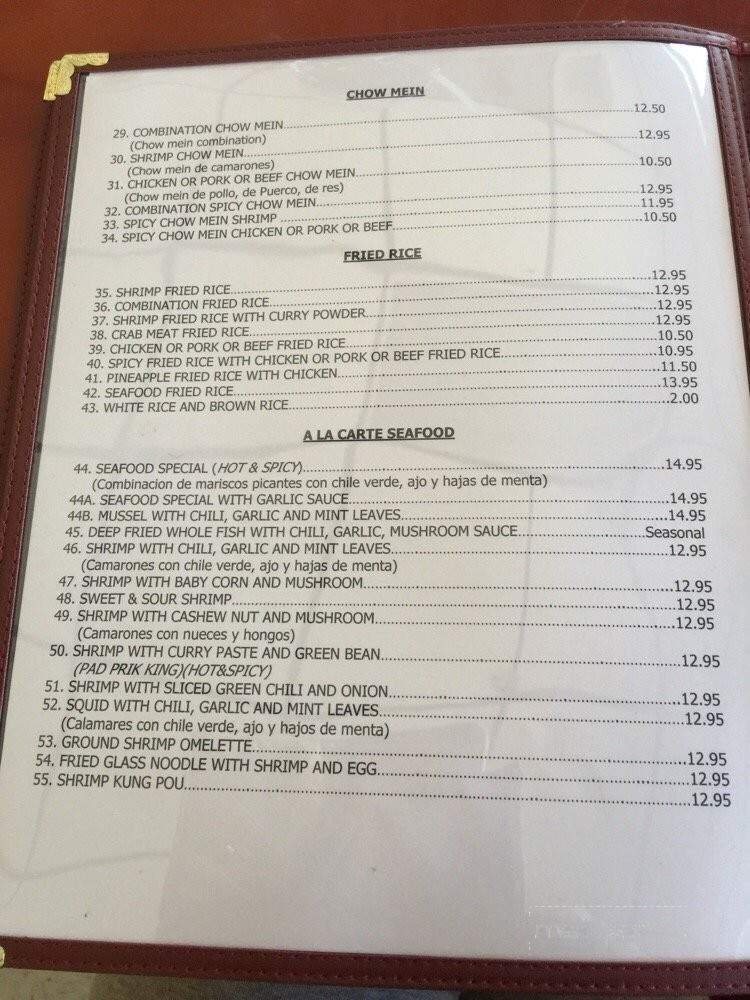 CHOW MEIN
29. COMBINATION CHOW MEIN 12.50
(Chow mein combination)
30. SHRIMP CHOW MEIN 12.95
(Chow mein de camarones)
31. CHICKEN OR PORK OR BEEF CHOW MEIN 10.50
(Chow mein de pollo, de Puerco, de res)
32. COMBINATION SPICY CHOW MEIN 12.95
33. SPICY CHOW MEIN SHRIMP 11.95
34. SPICY CHOW MEIN CHICKEN OR PORK OR BEEF 10.50
FRIED RICE
35. SHRIMP FRIED RICE 12.95
36. COMBINATION FRIED RICE 12.95
37. SHRIMP FRIED RICE WITH CURRY POWDER 12.95
38. CRAB MEAT FRIED RICE 12.95
39. CHICKEN OR PORK OR BEEF FRIED RICE 10.50
40. SPICY FRIED RICE WITH CHICKEN OR PORK OR BEEF FRIED RICE 10.95
41. PINEAPPLE FRIED RICE WITH CHICKEN 11.50
42. SEAFOOD FRIED RICE 13.95
43. WHITE RICE AND BROWN RICE 2.00
A LA CARTE SEAFOOD
44. SEAFOOD SPECIAL (HOT & SPICY) 14.95
(Combinacion de mariscos picantes con chile verde, ajo y hajas de menta)
44A. SEAFOOD SPECIAL WITH GARLIC SAUCE 14.95
44B. MUSSEL WITH CHILI, GARLIC AND MINT LEAVES 14.95
45. DEEP FRIED WHOLE FISH WITH CHILI, GARLIC, MUSHROOM SAUCE Seasonal
46. SHRIMP WITH CHILI, GARLIC AND MINT LEAVES 12.95
(Camarones con chile verde, ajo y hajas de menta)
47. SHRIMP WITH BABY CORN AND MUSHROOM 12.95
48. SWEET & SOUR SHRIMP 12.95
49. SHRIMP WITH CASHEW NUT AND MUSHROOM 12.95
(Camarones con nueces y hongos)
50. SHRIMP WITH CURRY PASTE AND GREEN BEAN 12.95
(PAD PRIK KING)(HOT&SPICY)
51. SHRIMP WITH SLICED GREEN CHILI AND ONION 12.95
52. SQUID WITH CHILI, GARLIC AND MINT LEAVES 12.95
(Calamares con chile verde, ajo y hajos de menta)
53. GROUND SHRIMP OMELETTE 12.95
54. FRIED GLASS NOODLE WITH SHRIMP AND EGG 12.95
55. SHRIMP KUNG POU 12.95